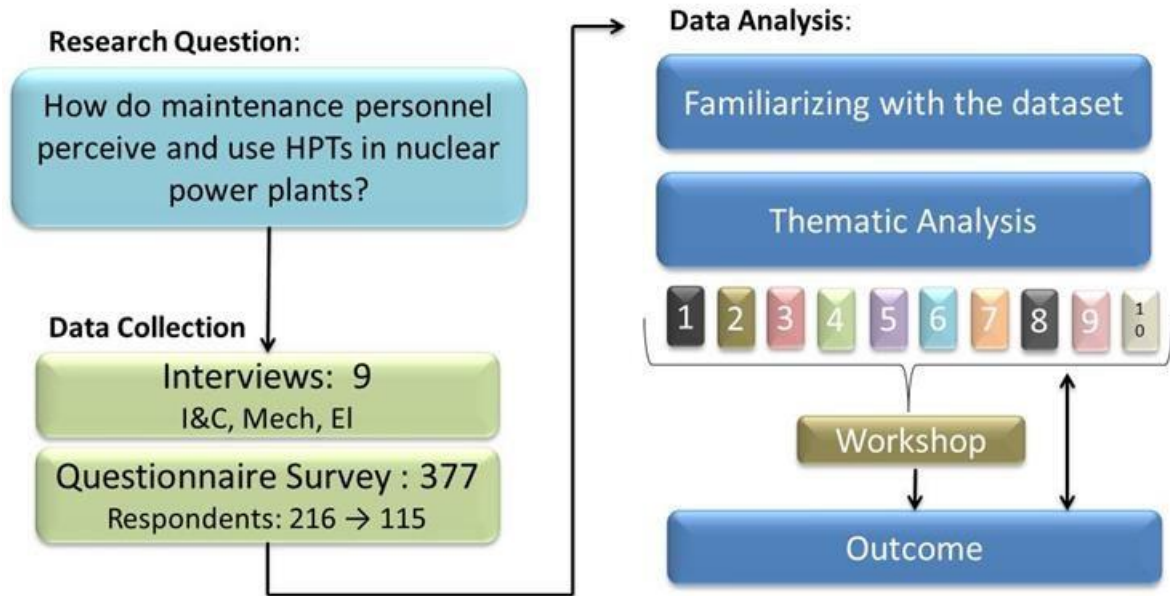 Research Question:
How do maintenance personnel
perceive and use HPTs in nuclear
power plants?
Data Collection
Interviews: 9
I&C, Mech, El
Questionnaire Survey : 377
Respondents: 216 → 115
Data Analysis:
Familiarizing with the dataset
Thematic Analysis
1 2 3 4 5 6 7 8 9 10
Workshop
Outcome